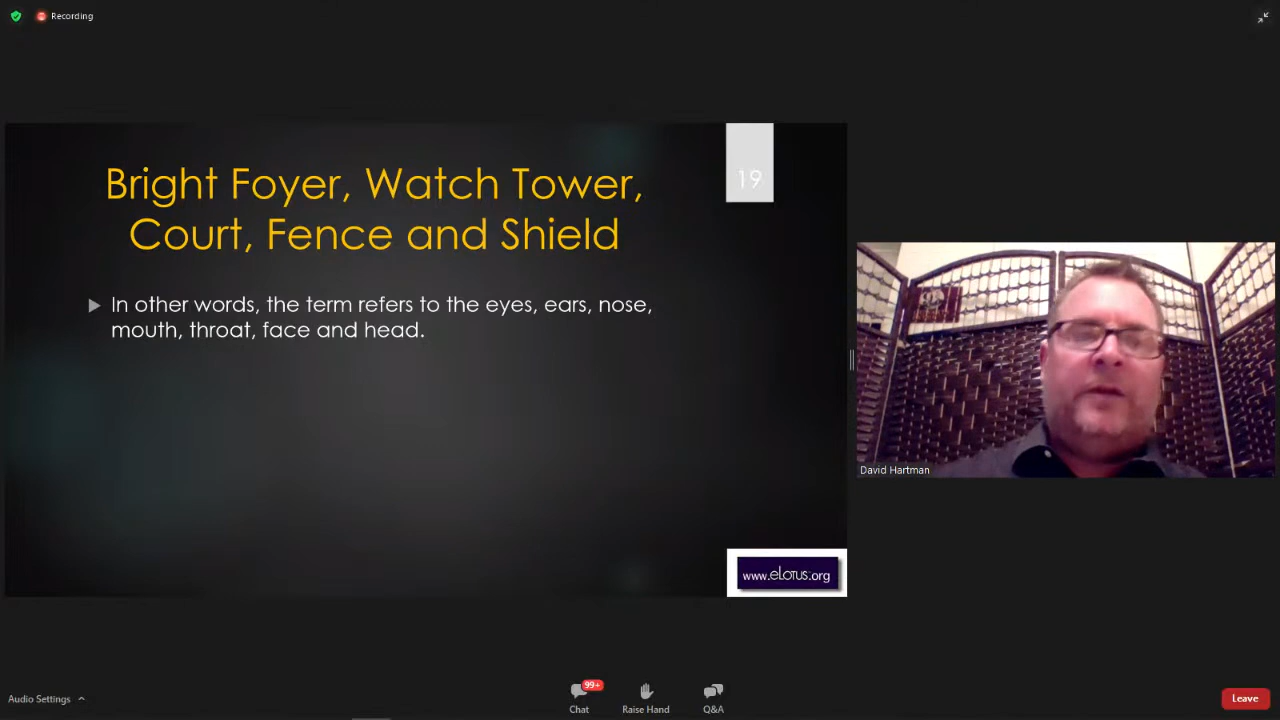 Recording
Bright Foyer, Watch Tower,
Court, Fence and Shield
19
In other words, the term refers to the eyes, ears, nose,
mouth, throat, face and head.
David Hartman
www.eLOTUS.org
Audio Settings
99+
Chat
Raise Hand
Q&A
Leave